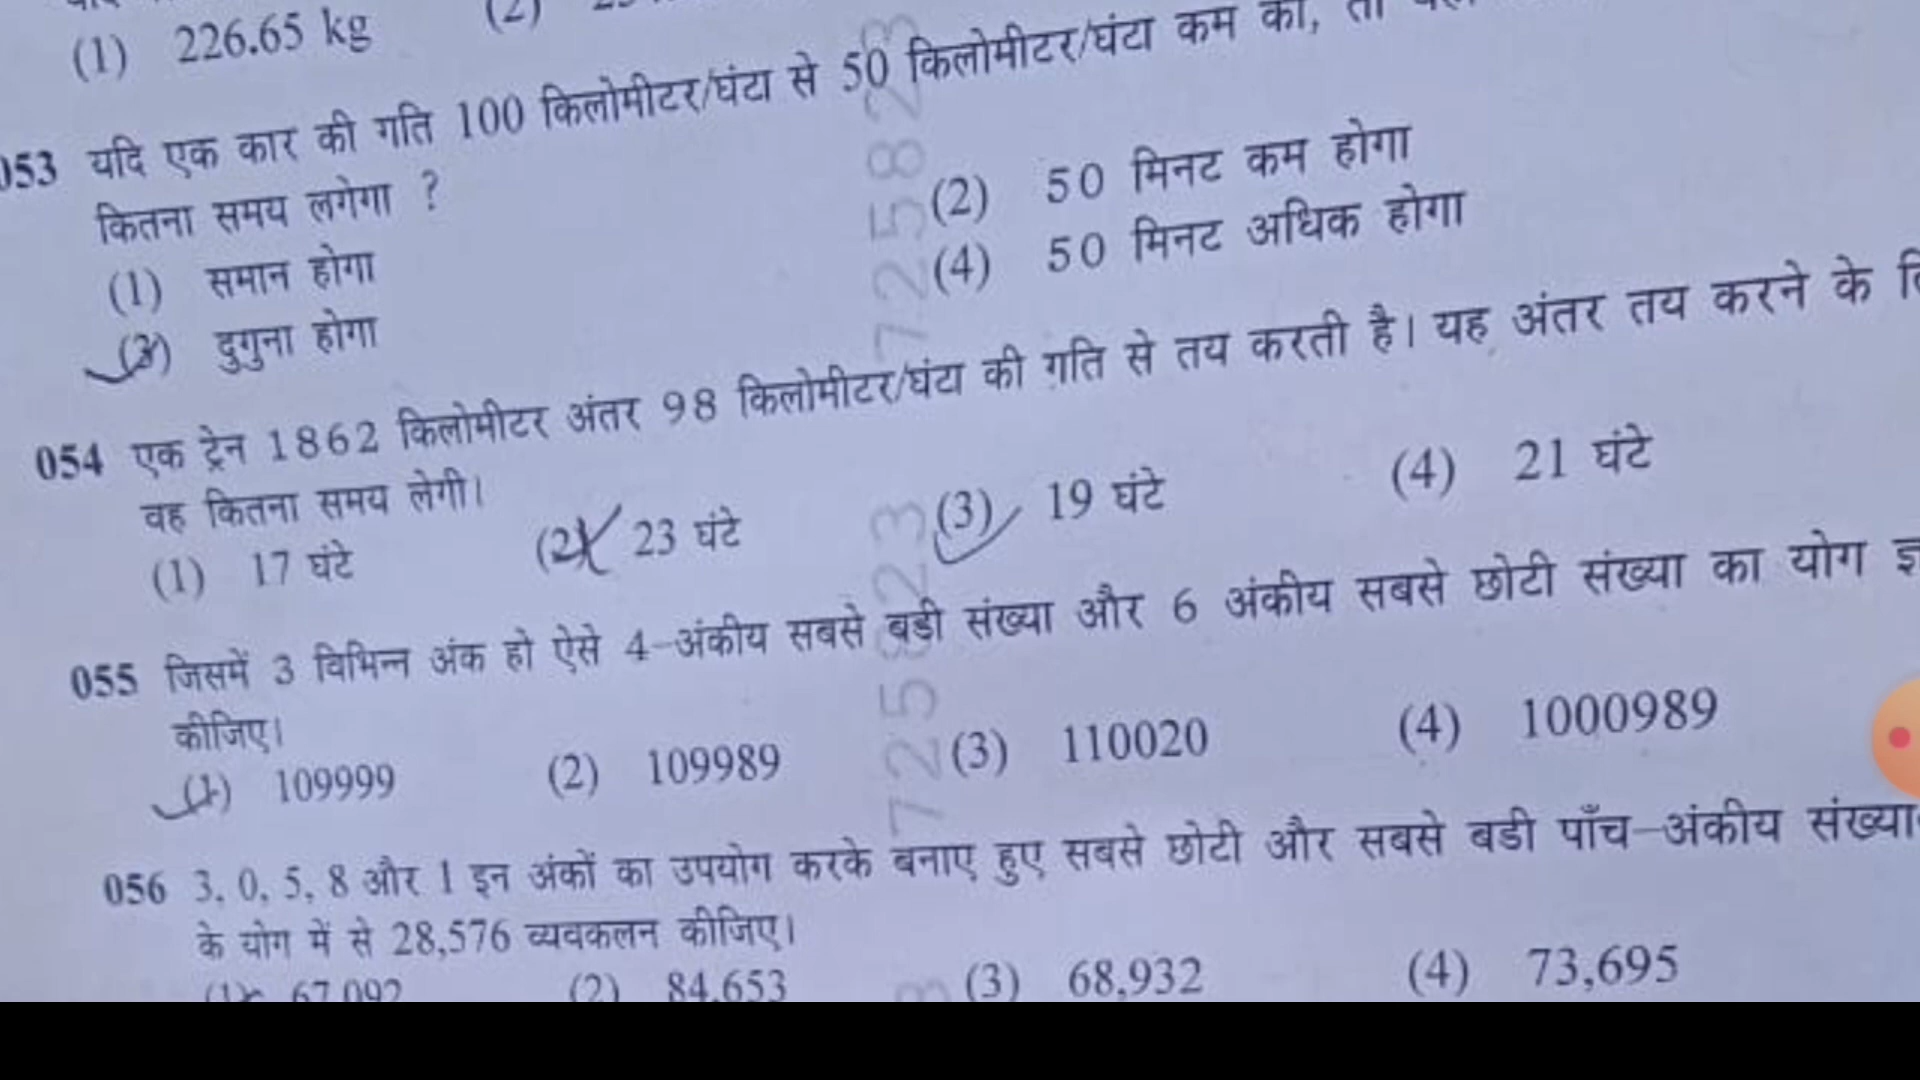 (1) 226.65 kg (2)
053 यदि एक कार की गति 100 किलोमीटर/घंटा से 50 किलोमीटर/घंटा कम की, तो
कितना समय लगेगा ?
(1) समान होगा (2) 50 मिनट कम होगा
(3) दुगुना होगा (4) 50 मिनट अधिक होगा
054 एक ट्रेन 1862 किलोमीटर अंतर 98 किलोमीटर/घंटा की गति से तय करती है। यह अंतर तय करने के
वह कितना समय लेगी।
(1) 17 घंटे (2) 23 घंटे (3) 19 घंटे (4) 21 घंटे
055 जिसमें 3 विभिन्न अंक हो ऐसे 4-अंकीय सबसे बडी संख्या और 6 अंकीय सबसे छोटी संख्या का योग
कीजिए।
(1) 109999 (2) 109989 (3) 110020 (4) 1000989
056 3, 0, 5, 8 और 1 इन अंकों का उपयोग करके बनाए हुए सबसे छोटी और सबसे बडी पाँच-अंकीय संख्या
के योग में से 28,576 व्यवकलन कीजिए।
(1) 67,092 (2) 84,653 (3) 68,932 (4) 73,695